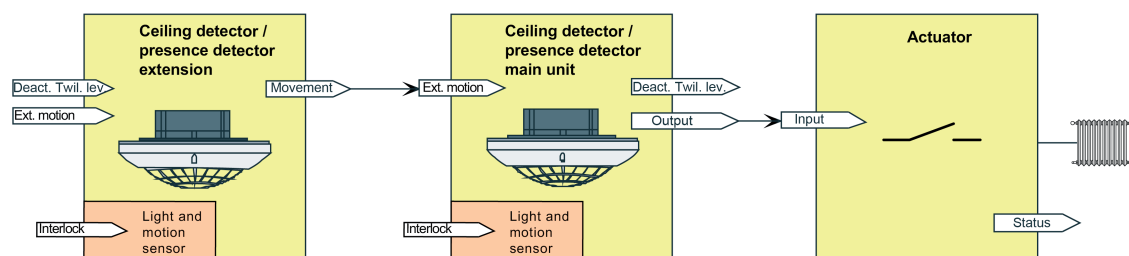 Ceiling detector /
presence detector
extension
Deact. Twil. lev.
Ext. motion
Movement
Interlock
Light and
motion
sensor
Ceiling detector /
presence detector
main unit
Ext. motion
Deact. Twil. lev.
Output
Interlock
Light and
motion
sensor
Actuator
Input
Status